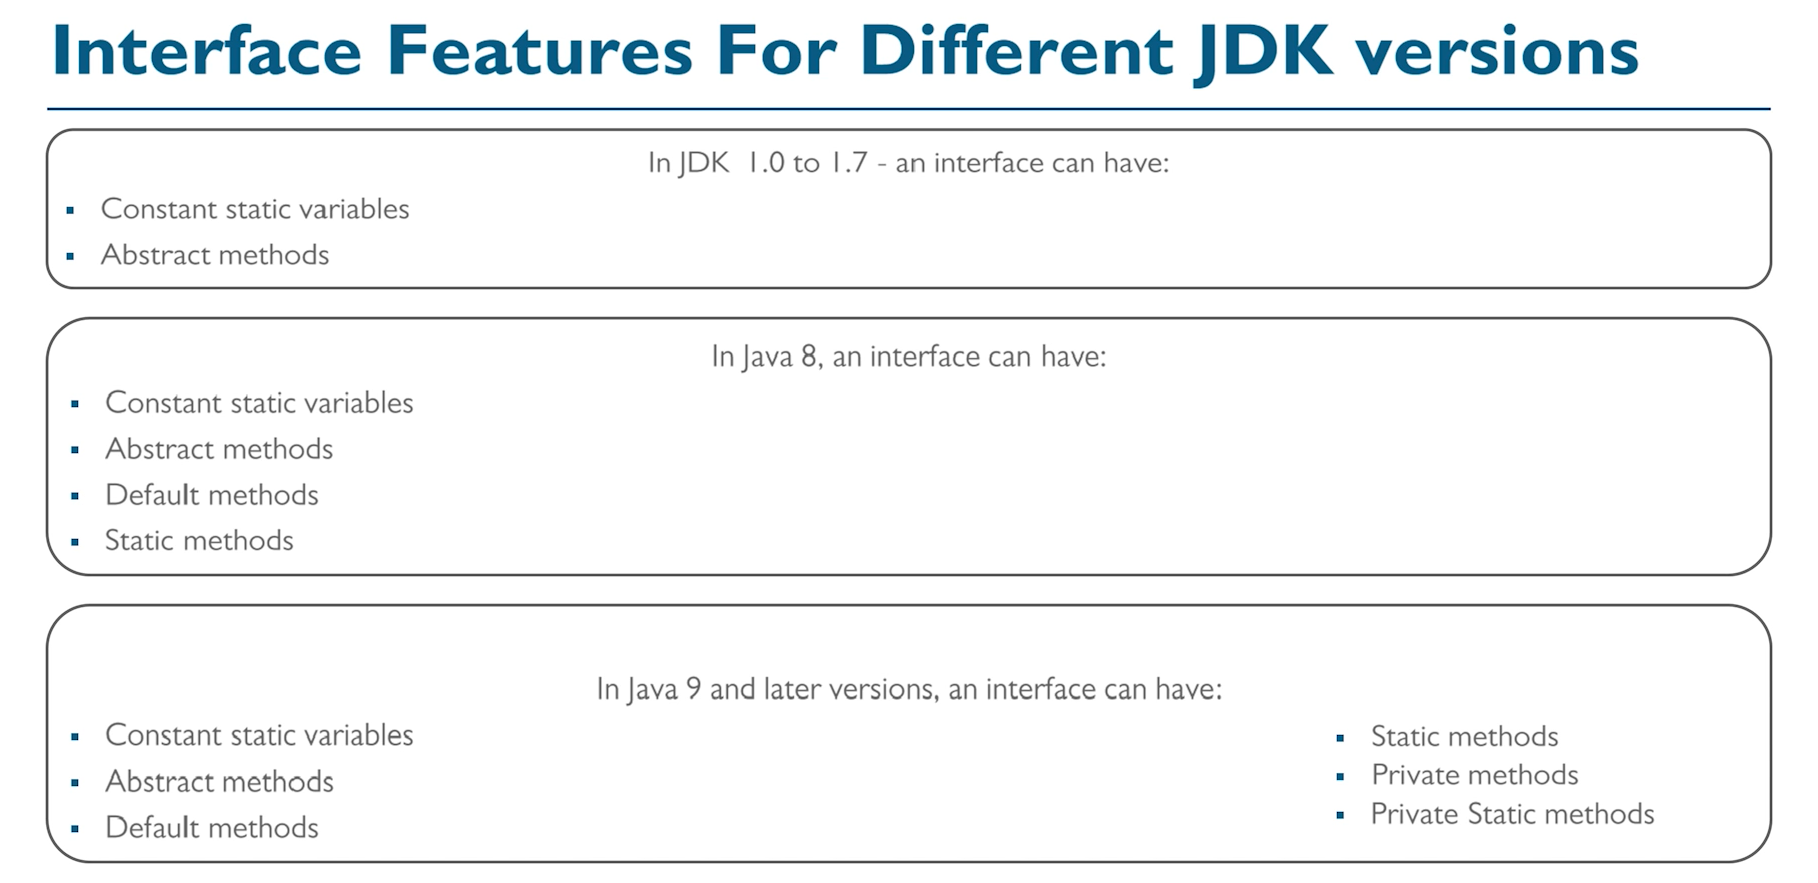 Interface Features For Different JDK versions
In JDK 1.0 to 1.7 - an interface can have:
Constant static variables
Abstract methods
In Java 8, an interface can have:
Constant static variables
Abstract methods
Default methods
Static methods
In Java 9 and later versions, an interface can have:
Constant static variables
Abstract methods
Default methods
Static methods
Private methods
Private Static methods